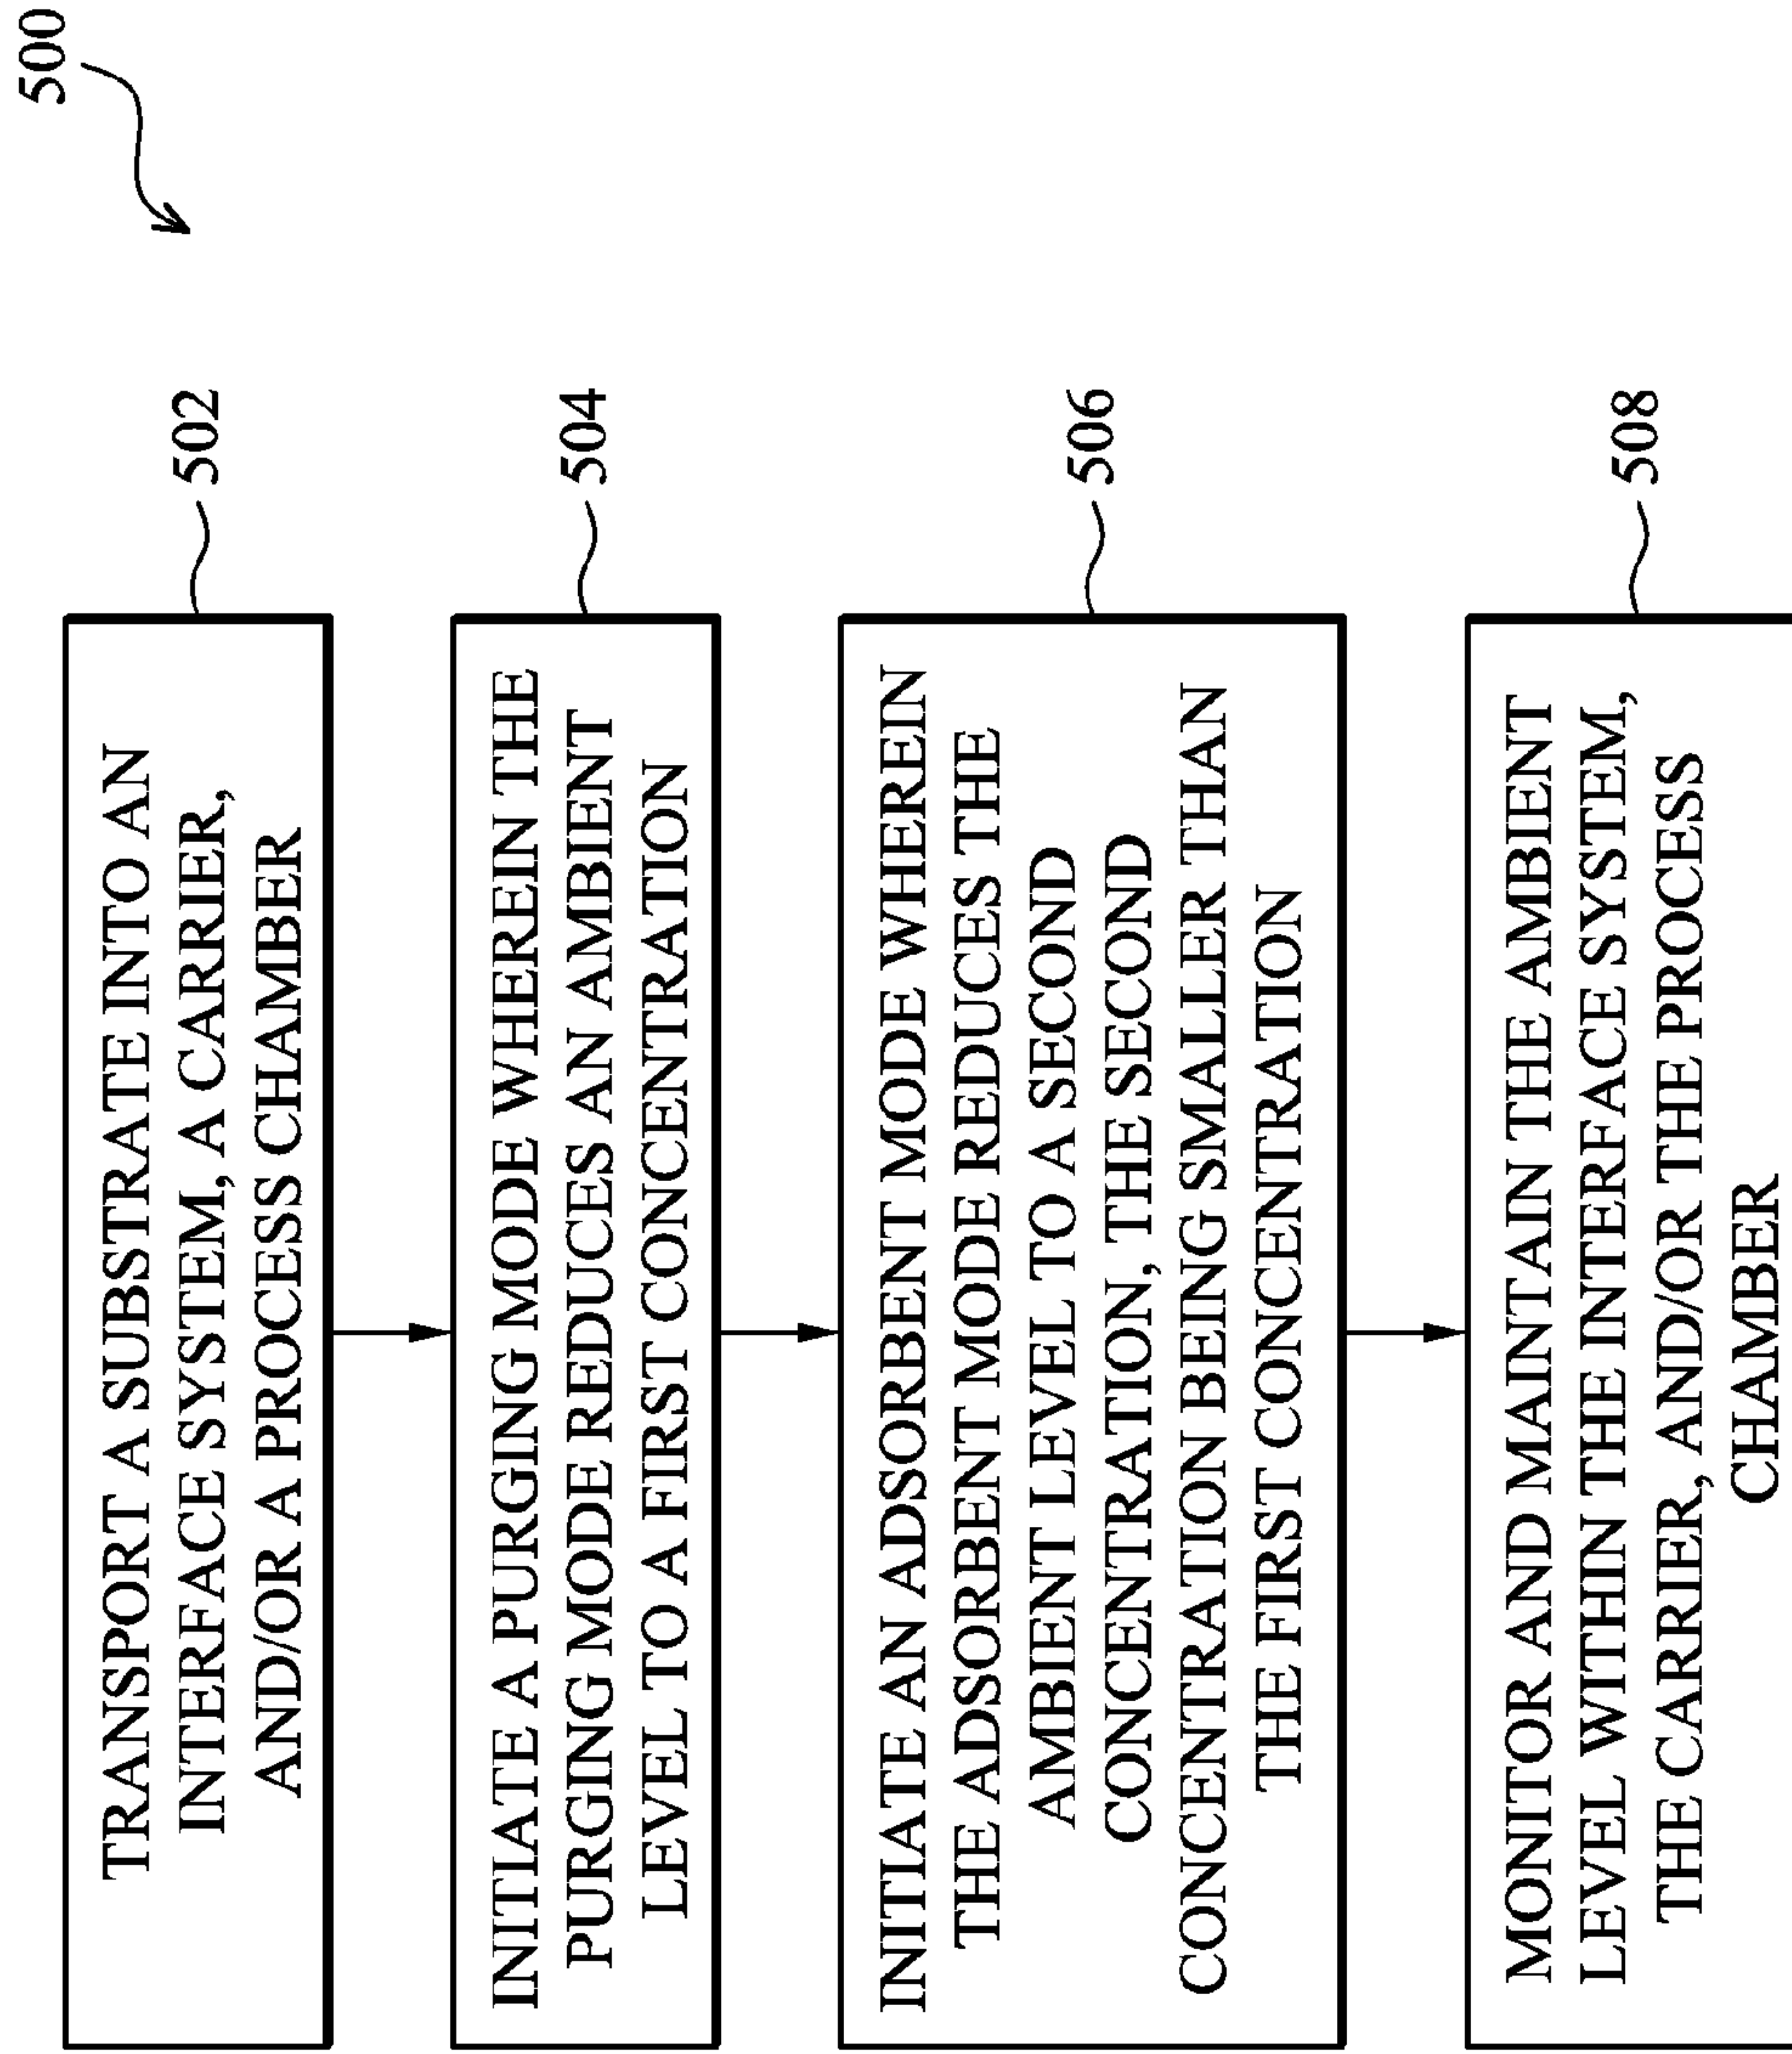 500
TRANSPORT A SUBSTRATE INTO AN
INTERFACE SYSTEM, A CARRIER,
AND/OR A PROCESS CHAMBER
502
INITIATE A PURGING MODE WHEREIN THE
PURGING MODE REDUCES AN AMBIENT
LEVEL TO A FIRST CONCENTRATION
504
INITIATE AN ADSORBENT MODE WHEREIN
THE ADSORBENT MODE REDUCES THE
AMBIENT LEVEL TO A SECOND
CONCENTRATION, THE SECOND
CONCENTRATION BEING SMALLER THAN
THE FIRST CONCENTRATION
506
MONITOR AND MAINTAIN THE AMBIENT
LEVEL WITHIN THE INTERFACE SYSTEM,
THE CARRIER, AND/OR THE PROCESS
CHAMBER
508